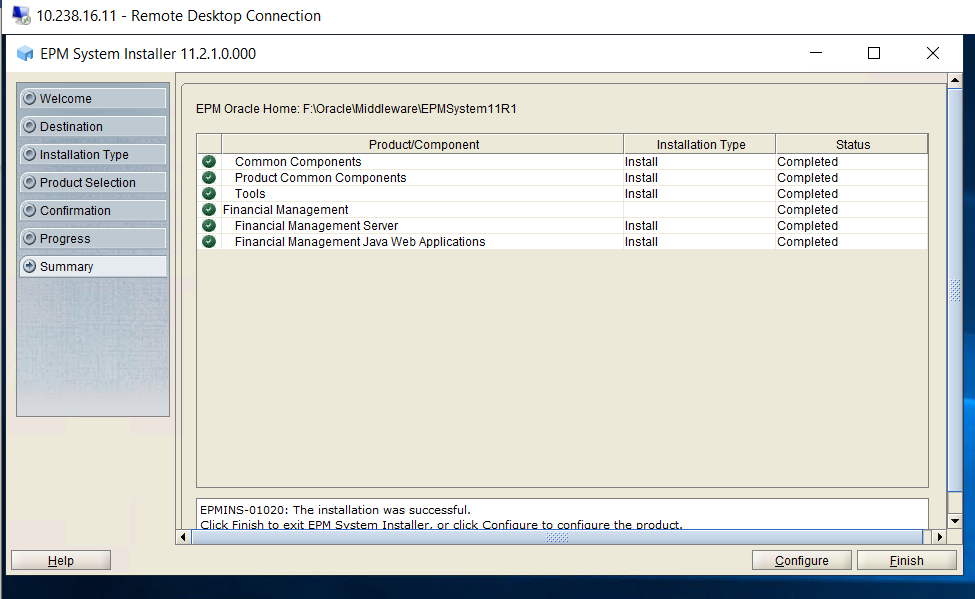 10.238.16.11 - Remote Desktop Connection
EPM System Installer 11.2.1.0.000
Welcome
Destination
Installation Type
Product Selection
Confirmation
Progress
Summary
EPM Oracle Home: F:\Oracle\Middleware\EPMSystem11R1
Product/Component Installation Type Status
Common Components Install Completed
Product Common Components Install Completed
Tools Install Completed
Financial Management Completed
Financial Management Server Install Completed
Financial Management Java Web Applications Install Completed
EPMINS-01020: The installation was successful.
Click Finish to exit EPM System Installer, or click Configure to configure the product.
Help Configure Finish